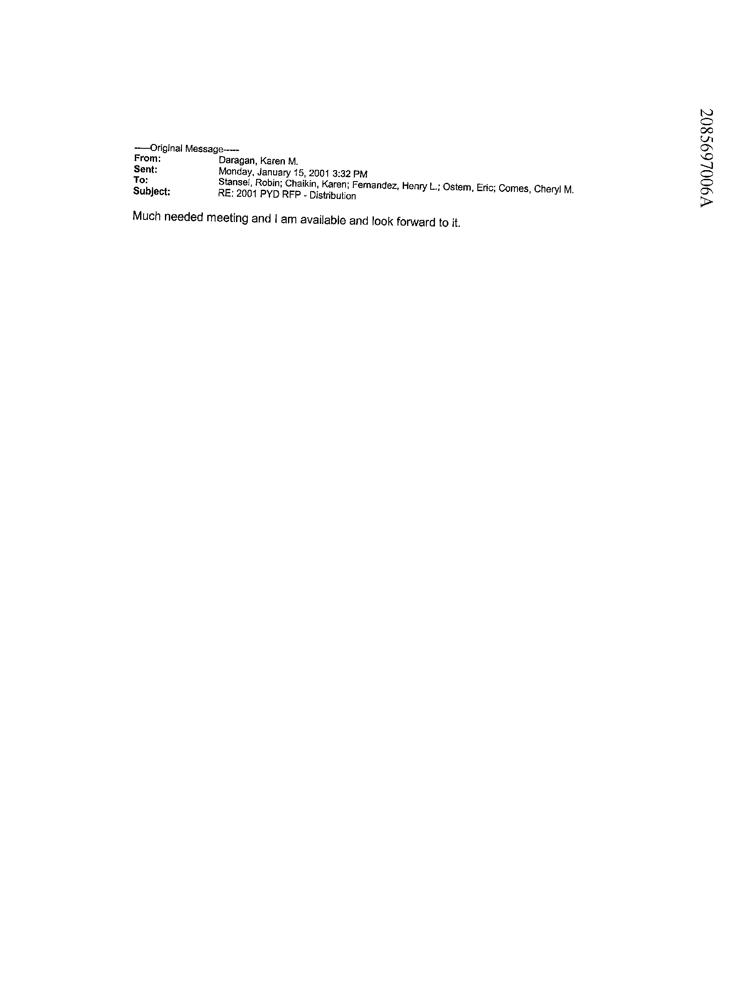 -----Original Message-----
From: Daragan, Karen M.
Sent: Monday, January 15, 2001 3:32 PM
To: Stansel, Robin; Chaikin, Karen; Fernandez, Henry L.; Ostern, Eric; Comes, Cheryl M.
Subject: RE: 2001 PYD RFP - Distribution
Much needed meeting and I am available and look forward to it.
2085697006A